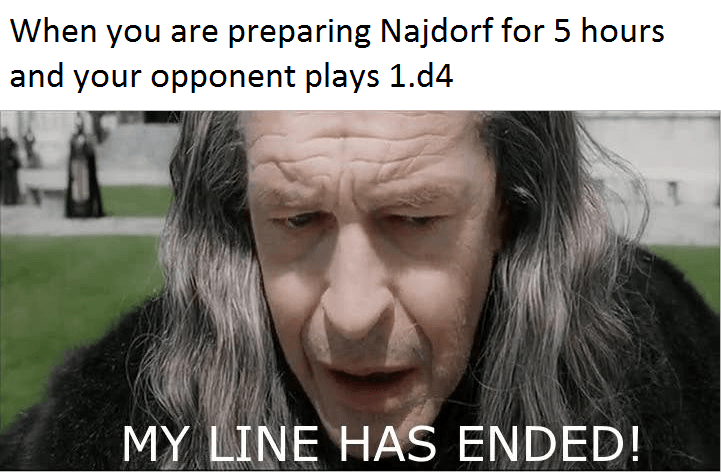 When you are preparing Najdorf for 5 hours
and your opponent plays 1.d4
MY LINE HAS ENDED!